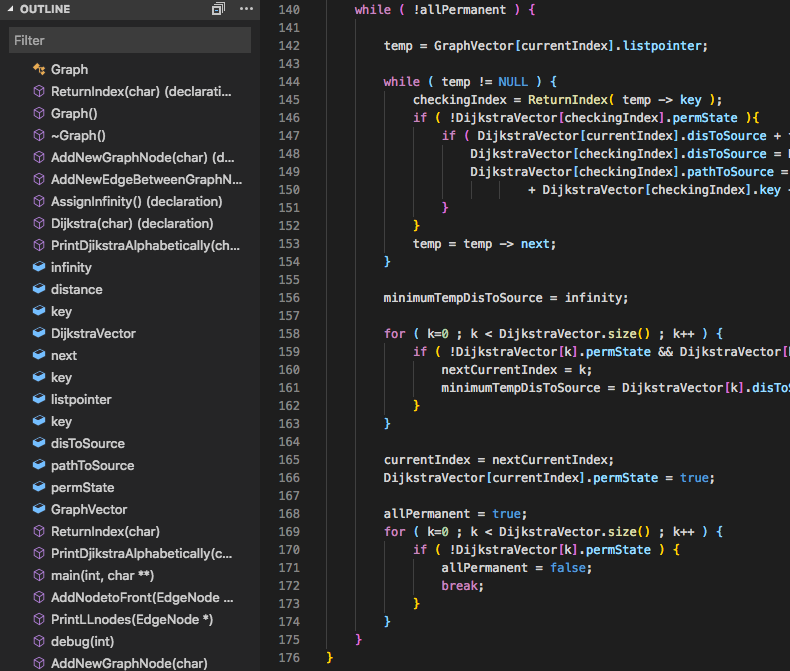 OUTLINE
Filter
Graph
ReturnIndex(char) (declarati...
Graph()
~Graph()
AddNewGraphNode(char) (d...
AddNewEdgeBetweenGraphN...
AssignInfinity() (declaration)
Dijkstra(char) (declaration)
PrintDjikstraAlphabetically(ch...
infinity
distance
key
DijkstraVector
next
key
listpointer
key
disToSource
pathToSource
permState
GraphVector
ReturnIndex(char)
PrintDjikstraAlphabetically(c...
main(int, char **)
AddNodetoFront(EdgeNode ...
PrintLLnodes(EdgeNode *)
debug(int)
AddNewGraphNode(char)
140 while ( !allPermanent ) {
141
142 temp = GraphVector[currentIndex].listpointer;
143
144 while ( temp != NULL ) {
145 checkingIndex = ReturnIndex( temp -> key );
146 if ( !DijkstraVector[checkingIndex].permState ){
147 if ( DijkstraVector[currentIndex].disToSource +
148 DijkstraVector[checkingIndex].disToSource =
149 DijkstraVector[checkingIndex].pathToSource =
150 + DijkstraVector[checkingIndex].key
151 }
152 }
153 temp = temp -> next;
154 }
155
156 minimumTempDisToSource = infinity;
157
158 for ( k=0 ; k < DijkstraVector.size() ; k++ ) {
159 if ( !DijkstraVector[k].permState && DijkstraVector[
160 nextCurrentIndex = k;
161 minimumTempDisToSource = DijkstraVector[k].disTo
162 }
163 }
164
165 currentIndex = nextCurrentIndex;
166 DijkstraVector[currentIndex].permState = true;
167
168 allPermanent = true;
169 for ( k=0 ; k < DijkstraVector.size() ; k++ ) {
170 if ( !DijkstraVector[k].permState ) {
171 allPermanent = false;
172 break;
173 }
174 }
175 }
176 }